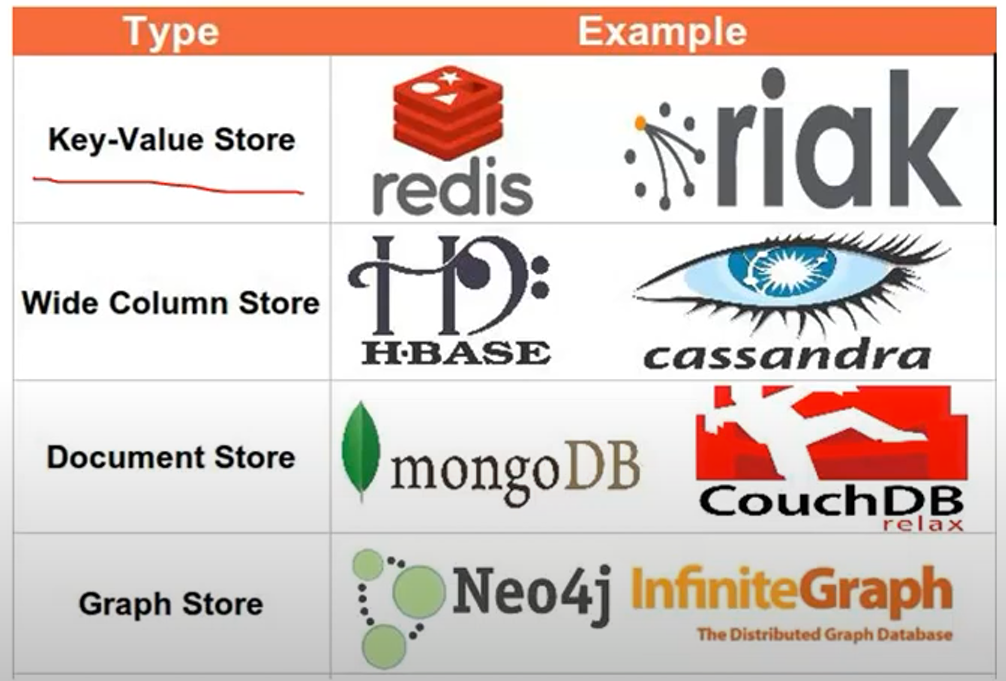 Type Example
Key-Value Store
redis
riak
Wide Column Store
H·BASE
cassandra
Document Store
mongoDB
CouchDB
relax
Graph Store
Neo4j
InfiniteGraph
The Distributed Graph Database